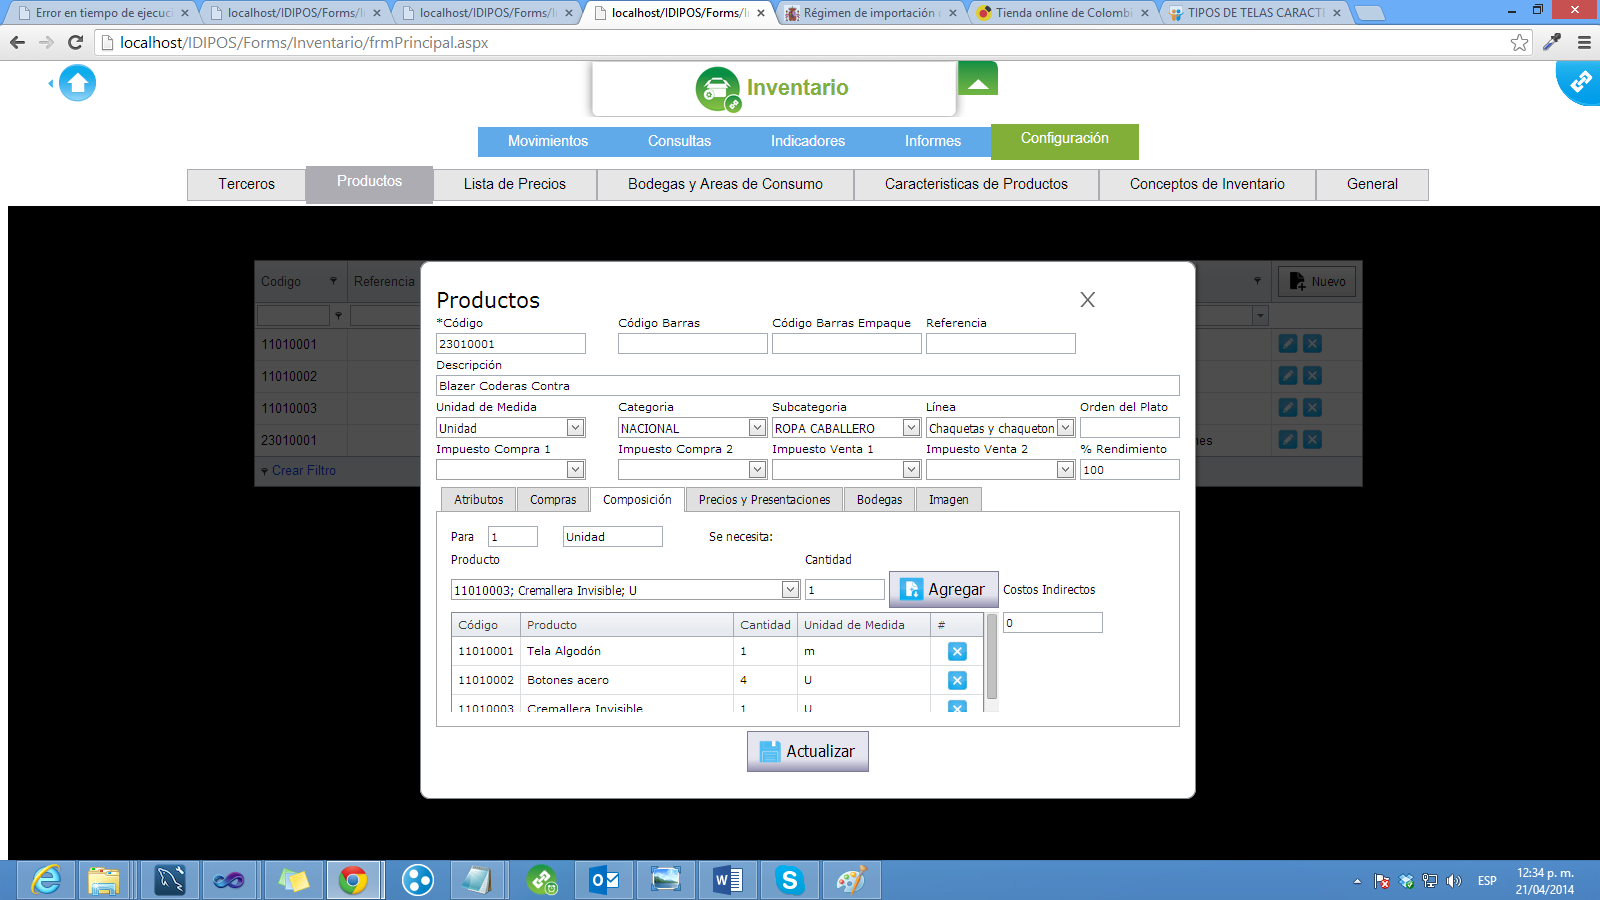 Error en tiempo de ejecuci
localhost/IDIPOS/Forms/I
localhost/IDIPOS/Forms/I
localhost/IDIPOS/Forms/I
Régimen de importación
Tienda online de Colombi
TIPOS DE TELAS CARACT
localhost/IDIPOS/Forms/Inventario/frmPrincipal.aspx
Inventario
Movimientos
Consultas
Indicadores
Informes
Configuración
Terceros
Productos
Lista de Precios
Bodegas y Areas de Consumo
Caracteristicas de Productos
Conceptos de Inventario
General
Codigo
Referencia
Nuevo
11010001
11010002
11010003
23010001
nes
Crear Filtro
Productos
X
*Código
Código Barras
Código Barras Empaque
Referencia
23010001
Descripción
Blazer Coderas Contra
Unidad de Medida
Categoria
Subcategoria
Línea
Orden del Plato
Unidad
NACIONAL
ROPA CABALLERO
Chaquetas y chaqueton
Impuesto Compra 1
Impuesto Compra 2
Impuesto Venta 1
Impuesto Venta 2
% Rendimiento
100
Atributos
Compras
Composición
Precios y Presentaciones
Bodegas
Imagen
Para 1 Unidad Se necesita:
Producto
Cantidad
11010003; Cremallera Invisible; U
1
Agregar
Costos Indirectos
0
Código Producto Cantidad Unidad de Medida #
11010001 Tela Algodón 1 m
11010002 Botones acero 4 U
11010003 Cremallera Invisible 1 U
Actualizar
ESP
12:34 p. m.
21/04/2014